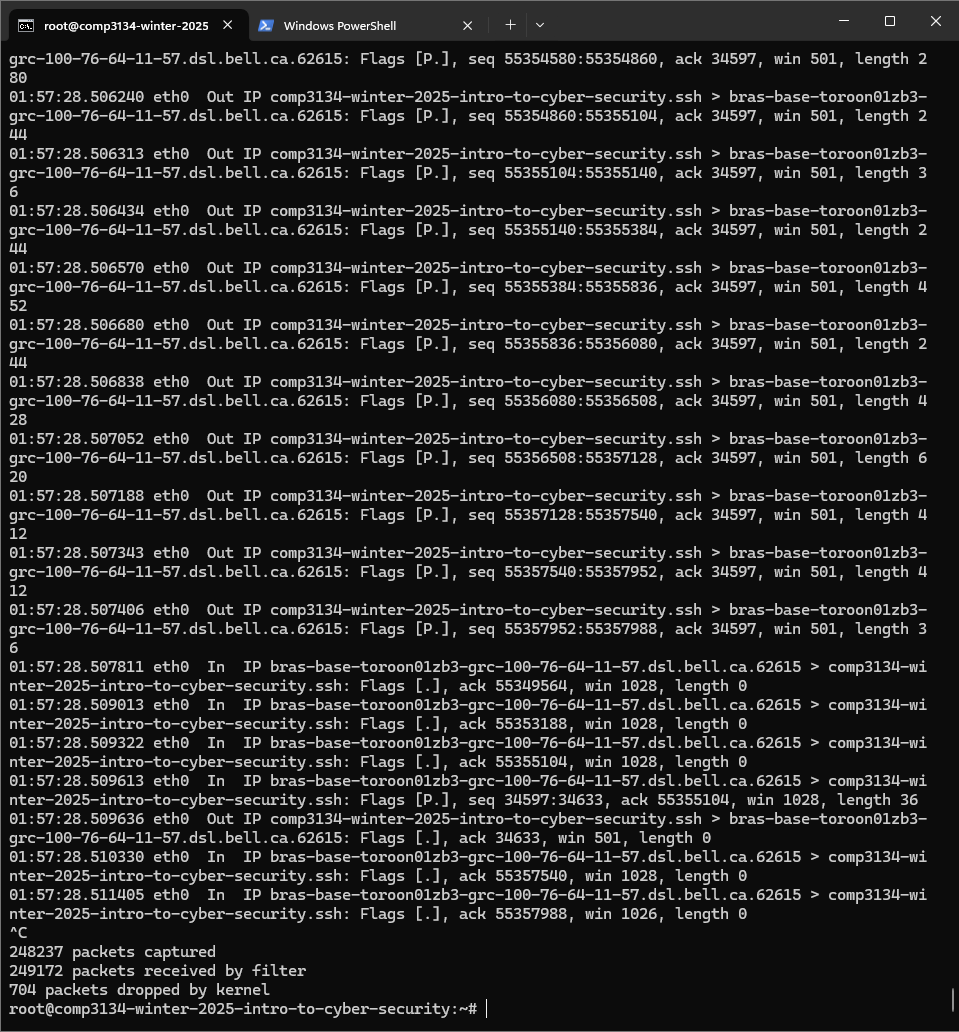 root@comp3134-winter-2025
Windows PowerShell
grc-100-76-64-11-57.dsl.bell.ca.62615: Flags [P.], seq 55354580:55354860, ack 34597, win 501, length 2
80
01:57:28.506240 eth0  Out IP comp3134-winter-2025-intro-to-cyber-security.ssh > bras-base-toroon01zb3-
grc-100-76-64-11-57.dsl.bell.ca.62615: Flags [P.], seq 55354860:55355104, ack 34597, win 501, length 2
44
01:57:28.506313 eth0  Out IP comp3134-winter-2025-intro-to-cyber-security.ssh > bras-base-toroon01zb3-
grc-100-76-64-11-57.dsl.bell.ca.62615: Flags [P.], seq 55355104:55355140, ack 34597, win 501, length 3
6
01:57:28.506434 eth0  Out IP comp3134-winter-2025-intro-to-cyber-security.ssh > bras-base-toroon01zb3-
grc-100-76-64-11-57.dsl.bell.ca.62615: Flags [P.], seq 55355140:55355384, ack 34597, win 501, length 2
44
01:57:28.506570 eth0  Out IP comp3134-winter-2025-intro-to-cyber-security.ssh > bras-base-toroon01zb3-
grc-100-76-64-11-57.dsl.bell.ca.62615: Flags [P.], seq 55355384:55355836, ack 34597, win 501, length 4
52
01:57:28.506680 eth0  Out IP comp3134-winter-2025-intro-to-cyber-security.ssh > bras-base-toroon01zb3-
grc-100-76-64-11-57.dsl.bell.ca.62615: Flags [P.], seq 55355836:55356080, ack 34597, win 501, length 2
44
01:57:28.506838 eth0  Out IP comp3134-winter-2025-intro-to-cyber-security.ssh > bras-base-toroon01zb3-
grc-100-76-64-11-57.dsl.bell.ca.62615: Flags [P.], seq 55356080:55356508, ack 34597, win 501, length 4
28
01:57:28.507052 eth0  Out IP comp3134-winter-2025-intro-to-cyber-security.ssh > bras-base-toroon01zb3-
grc-100-76-64-11-57.dsl.bell.ca.62615: Flags [P.], seq 55356508:55357128, ack 34597, win 501, length 6
20
01:57:28.507188 eth0  Out IP comp3134-winter-2025-intro-to-cyber-security.ssh > bras-base-toroon01zb3-
grc-100-76-64-11-57.dsl.bell.ca.62615: Flags [P.], seq 55357128:55357540, ack 34597, win 501, length 4
12
01:57:28.507343 eth0  Out IP comp3134-winter-2025-intro-to-cyber-security.ssh > bras-base-toroon01zb3-
grc-100-76-64-11-57.dsl.bell.ca.62615: Flags [P.], seq 55357540:55357952, ack 34597, win 501, length 4
12
01:57:28.507406 eth0  Out IP comp3134-winter-2025-intro-to-cyber-security.ssh > bras-base-toroon01zb3-
grc-100-76-64-11-57.dsl.bell.ca.62615: Flags [P.], seq 55357952:55357988, ack 34597, win 501, length 3
6
01:57:28.507811 eth0  In  IP bras-base-toroon01zb3-grc-100-76-64-11-57.dsl.bell.ca.62615 > comp3134-wi
nter-2025-intro-to-cyber-security.ssh: Flags [.], ack 55349564, win 1028, length 0
01:57:28.509013 eth0  In  IP bras-base-toroon01zb3-grc-100-76-64-11-57.dsl.bell.ca.62615 > comp3134-wi
nter-2025-intro-to-cyber-security.ssh: Flags [.], ack 55353188, win 1028, length 0
01:57:28.509322 eth0  In  IP bras-base-toroon01zb3-grc-100-76-64-11-57.dsl.bell.ca.62615 > comp3134-wi
nter-2025-intro-to-cyber-security.ssh: Flags [.], ack 55355104, win 1028, length 0
01:57:28.509613 eth0  In  IP bras-base-toroon01zb3-grc-100-76-64-11-57.dsl.bell.ca.62615 > comp3134-wi
nter-2025-intro-to-cyber-security.ssh: Flags [P.], seq 34597:34633, ack 55355104, win 1028, length 36
01:57:28.509636 eth0  Out IP comp3134-winter-2025-intro-to-cyber-security.ssh > bras-base-toroon01zb3-
grc-100-76-64-11-57.dsl.bell.ca.62615: Flags [.], ack 34633, win 501, length 0
01:57:28.510330 eth0  In  IP bras-base-toroon01zb3-grc-100-76-64-11-57.dsl.bell.ca.62615 > comp3134-wi
nter-2025-intro-to-cyber-security.ssh: Flags [.], ack 55357540, win 1028, length 0
01:57:28.511405 eth0  In  IP bras-base-toroon01zb3-grc-100-76-64-11-57.dsl.bell.ca.62615 > comp3134-wi
nter-2025-intro-to-cyber-security.ssh: Flags [.], ack 55357988, win 1026, length 0
^C
248237 packets captured
249172 packets received by filter
704 packets dropped by kernel
root@comp3134-winter-2025-intro-to-cyber-security:~#